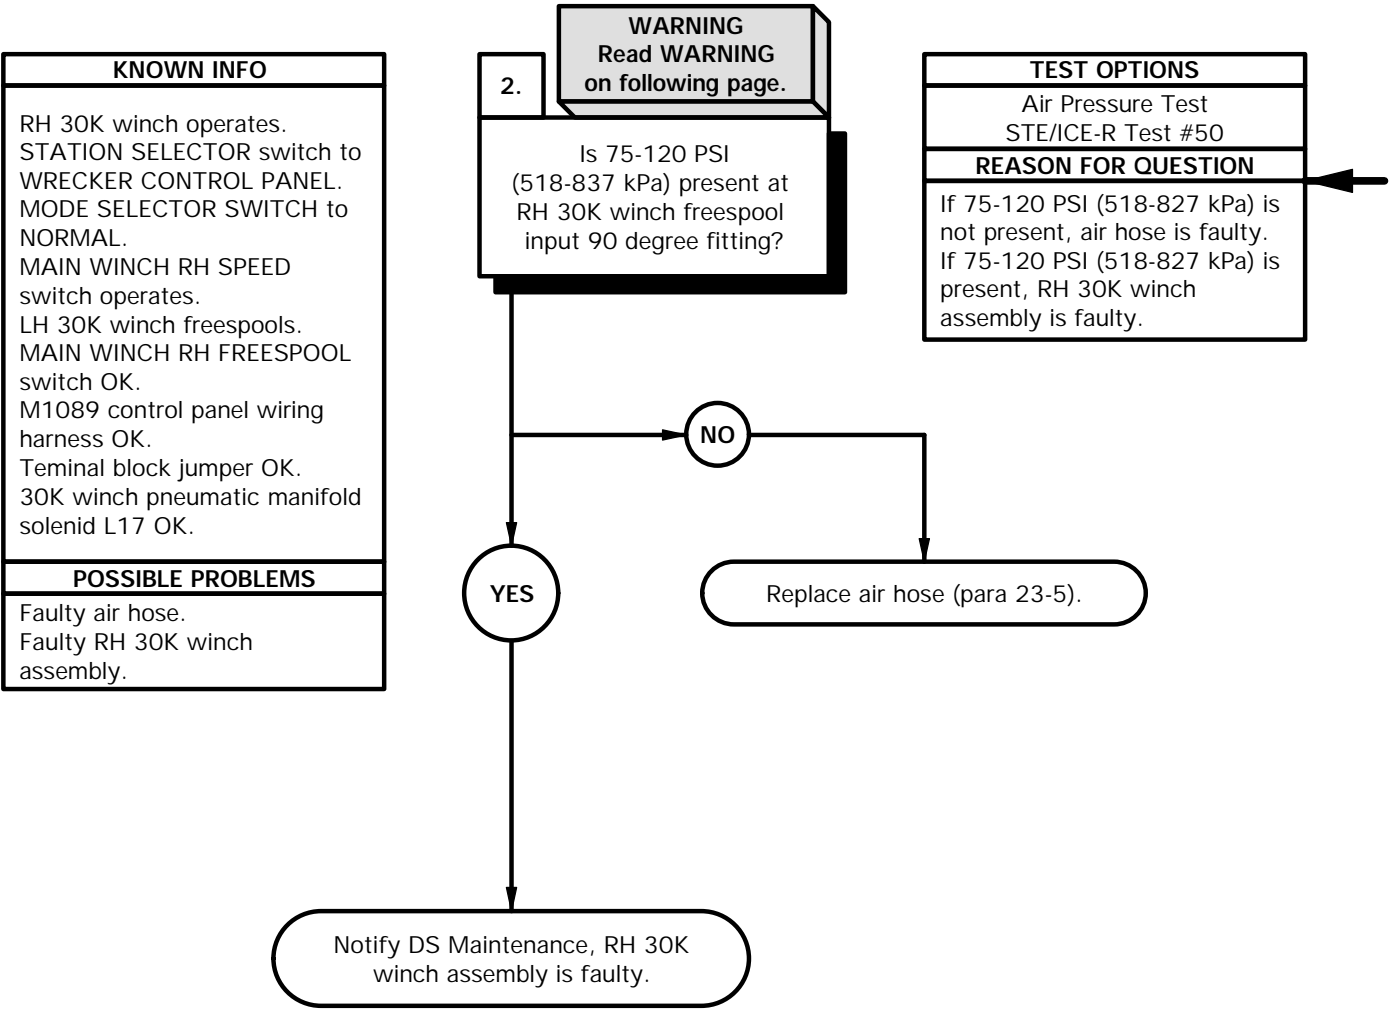 KNOWN INFO
RH 30K winch operates.
STATION SELECTOR switch to
WRECKER CONTROL PANEL.
MODE SELECTOR SWITCH to
NORMAL.
MAIN WINCH RH SPEED
switch operates.
LH 30K winch freespools.
MAIN WINCH RH FREESPOOL
switch OK.
M1089 control panel wiring
harness OK.
Teminal block jumper OK.
30K winch pneumatic manifold
solenid L17 OK.
POSSIBLE PROBLEMS
Faulty air hose.
Faulty RH 30K winch
assembly.
WARNING
Read WARNING
on following page.
2.
Is 75-120 PSI
(518-837 kPa) present at
RH 30K winch freespool
input 90 degree fitting?
TEST OPTIONS
Air Pressure Test
STE/ICE-R Test #50
REASON FOR QUESTION
If 75-120 PSI (518-827 kPa) is
not present, air hose is faulty.
If 75-120 PSI (518-827 kPa) is
present, RH 30K winch
assembly is faulty.
NO
YES
Replace air hose (para 23-5).
Notify DS Maintenance, RH 30K
winch assembly is faulty.